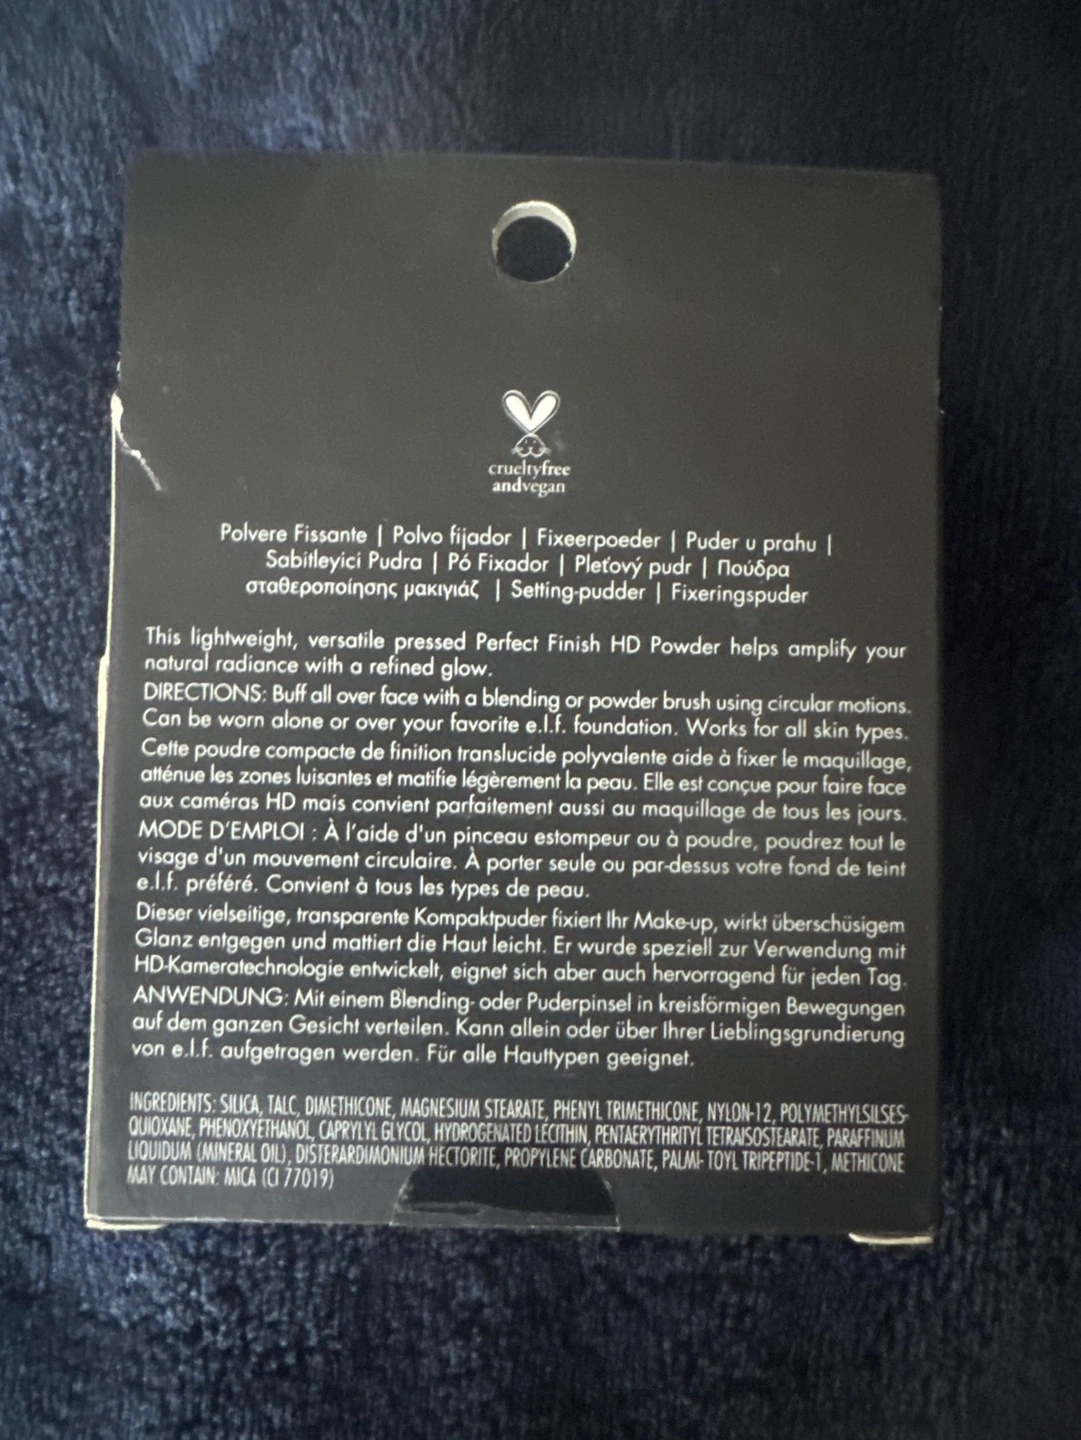 crueltyfree
andvegan
Polvere Fissante | Polvo fijador | Fixeerpoeder | Puder u prahu |
Sabitleyici Pudra | Pó Fixador | Pleťový pudr | Πούδρα
σταθεροποίησης μακιγιάζ | Setting-pudder | Fixeringspuder
This lightweight, versatile pressed Perfect Finish HD Powder helps amplify your
natural radiance with a refined glow.
DIRECTIONS: Buff all over face with a blending or powder brush using circular motions.
Can be worn alone or over your favorite e.l.f. foundation. Works for all skin types.
Cette poudre compacte de finition translucide polyvalente aide à fixer le maquillage,
atténue les zones luisantes et matifie légèrement la peau. Elle est conçue pour faire face
aux caméras HD mais convient parfaitement aussi au maquillage de tous les jours.
MODE D'EMPLOI : À l'aide d'un pinceau estompeur ou à poudre, poudrez tout le
visage d'un mouvement circulaire. À porter seule ou par-dessus votre fond de teint
e.l.f. préféré. Convient à tous les types de peau.
Dieser vielseitige, transparente Kompaktpuder fixiert Ihr Make-up, wirkt überschüsigem
Glanz entgegen und mattiert die Haut leicht. Er wurde speziell zur Verwendung mit
HD-Kameratechnologie entwickelt, eignet sich aber auch hervorragend für jeden Tag.
ANWENDUNG: Mit einem Blending- oder Puderpinsel in kreisförmigen Bewegungen
auf dem ganzen Gesicht verteilen. Kann allein oder über Ihrer Lieblingsgrundierung
von e.l.f. aufgetragen werden. Für alle Hauttypen geeignet.
INGREDIENTS: SILICA, TALC, DIMETHICONE, MAGNESIUM STEARATE, PHENYL TRIMETHICONE, NYLON-12, POLYMETHYLSILSES-
QUIOXANE, PHENOXYETHANOL, CAPRYLYL GLYCOL, HYDROGENATED LECITHIN, PENTAERYTHRITYL TETRAISOSTEARATE, PARAFFINUM
LIQUIDUM (MINERAL OIL), DISTERARDIMONIUM HECTORITE, PROPYLENE CARBONATE, PALMI- TOYL TRIPEPTIDE-1, METHICONE
MAY CONTAIN: MICA (CI 77019)